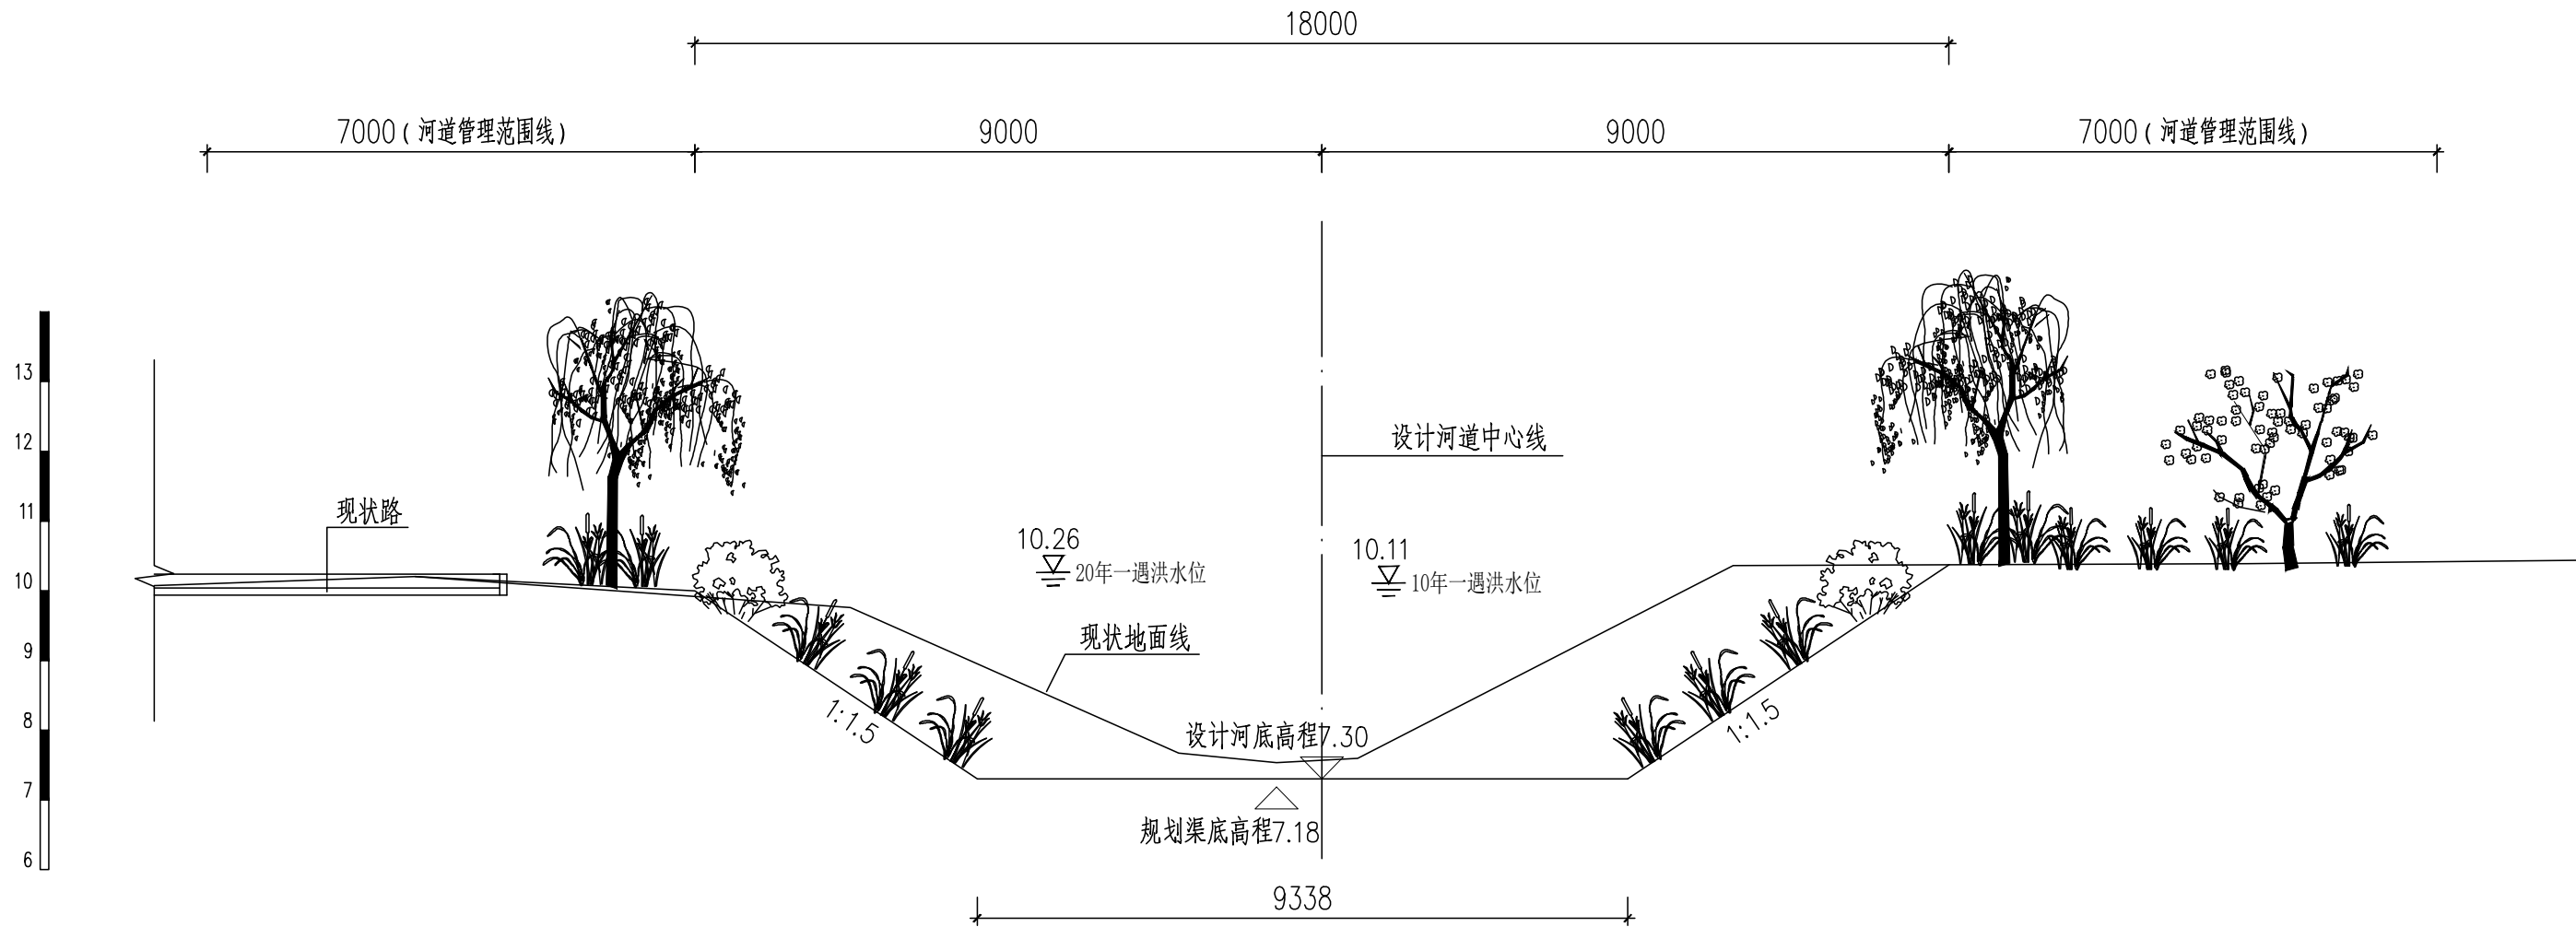 18000
7000(河道管理范围线)
9000
9000
7000(河道管理范围线)
13
12
11
10
9
8
7
6
设计河道中心线
现状路
10.26
20年一遇洪水位
10.11
10年一遇洪水位
现状地面线
1:1.5
1:1.5
设计河底高程7.30
规划渠底高程7.18
9338